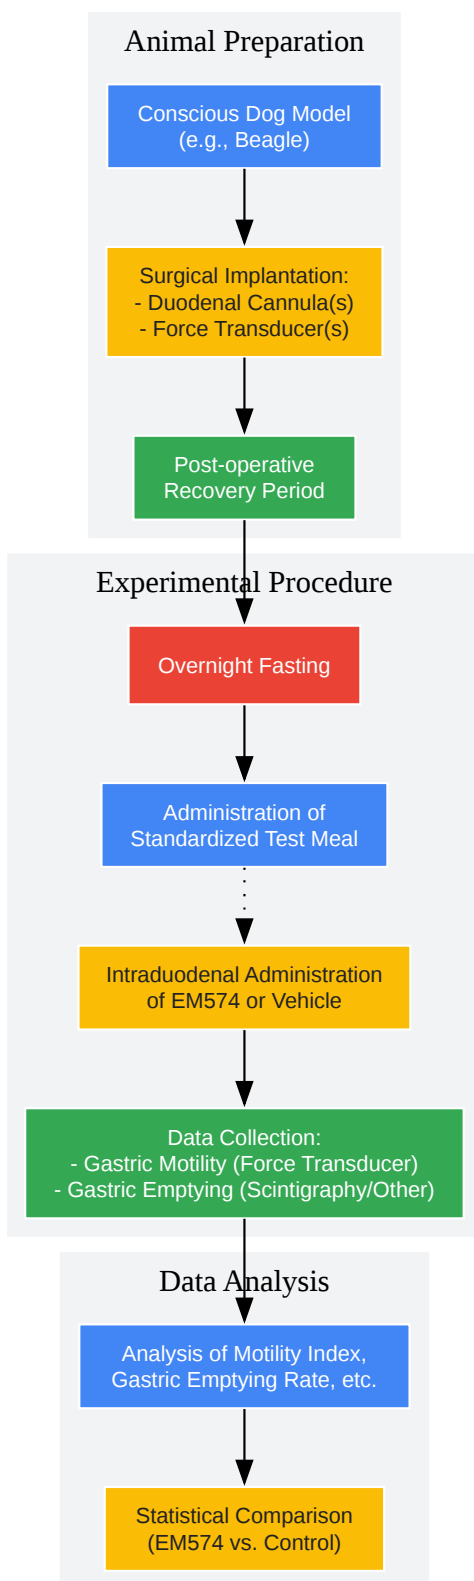 Animal Preparation
Conscious Dog Model
(e.g., Beagle)
Surgical Implantation:
- Duodenal Cannula(s)
- Force Transducer(s)
Post-operative
Recovery Period
Experimental Procedure
Overnight Fasting
Administration of
Standardized Test Meal
Intraduodenal Administration
of EM574 or Vehicle
Data Collection:
- Gastric Motility (Force Transducer)
- Gastric Emptying (Scintigraphy/Other)
Data Analysis
Analysis of Motility Index,
Gastric Emptying Rate, etc.
Statistical Comparison
(EM574 vs. Control)